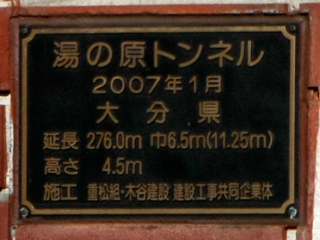 湯の原トンネル
2007年1月
大分県
延長 276.0m 巾6.5m(11.25m)
高さ 4.5m
施工 重松組・木谷建設 建設工事共同企業体